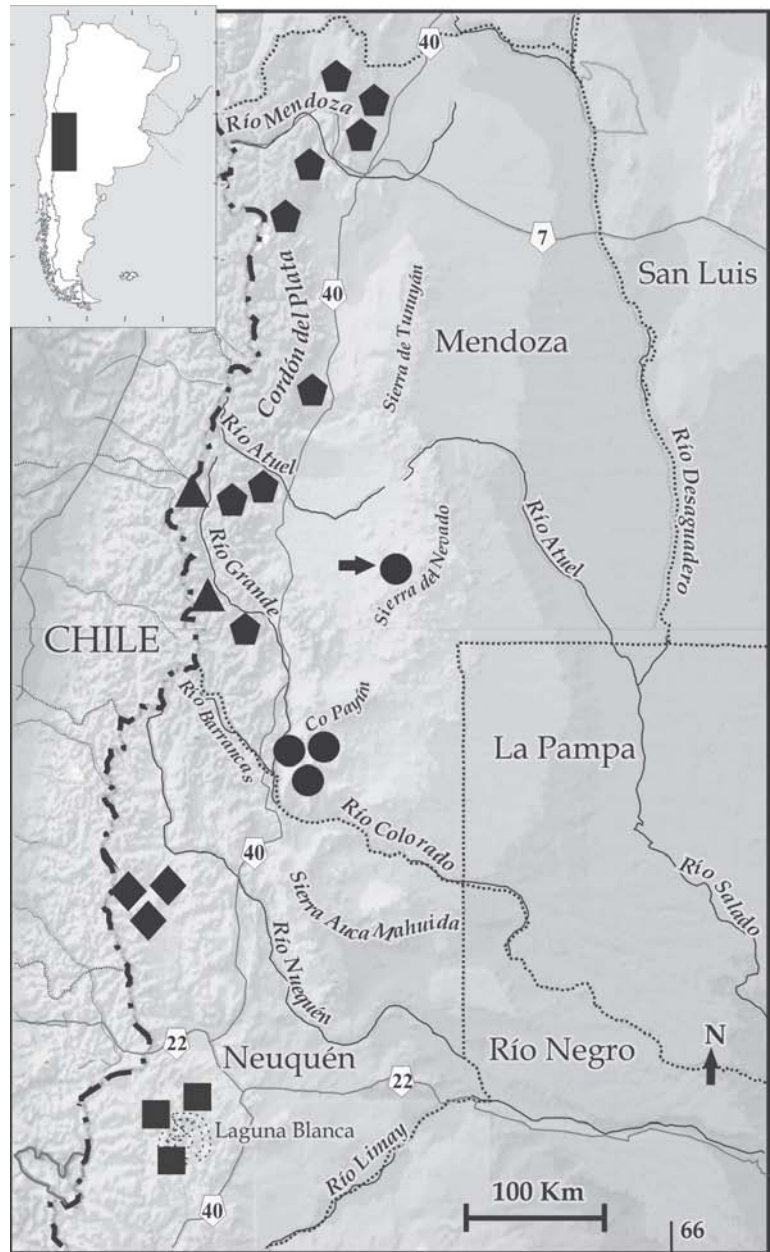 40
Río Mendoza
7
San Luis
40
Cordón del Plata
Sierra de Tunuyán
Mendoza
Río Desaguadero
Río Atuel
Río Atuel
Río Grande
Sierra del Nevado
CHILE
Río Barrancas
Co Payún
La Pampa
Río Colorado
40
Río Salado
Sierra Auca Mahuida
Río Nuequén
N
22
Neuquén
Río Negro
22
Laguna Blanca
Río Limay
100 Km
40
66